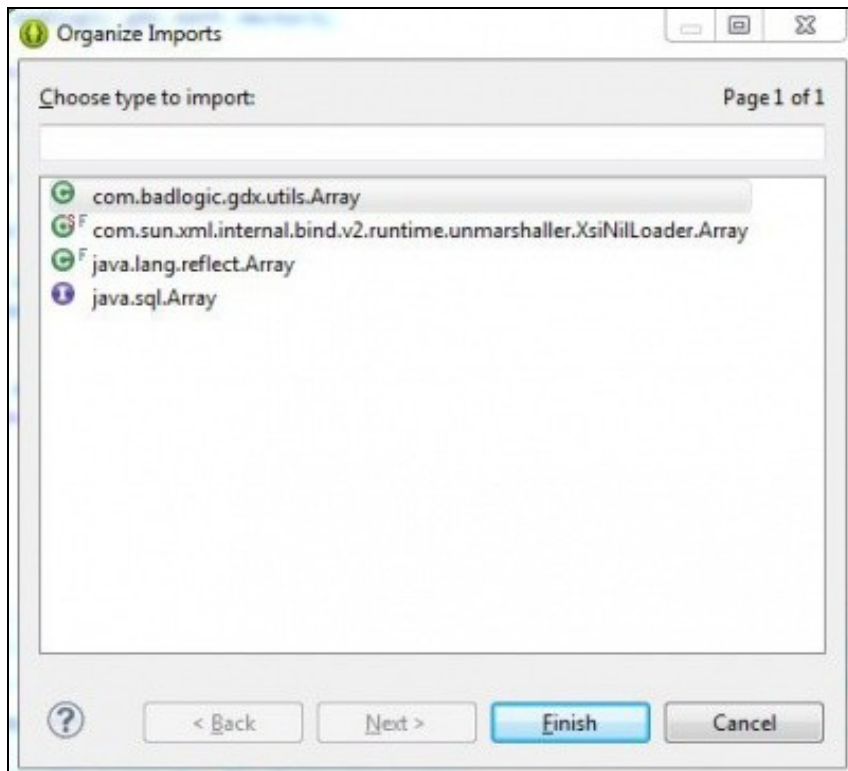 Organize Imports
Choose type to import:
Page 1 of 1
com.badlogic.gdx.utils.Array
com.sun.xml.internal.bind.v2.runtime.unmarshaller.XsiNilLoader.Array
java.lang.reflect.Array
java.sql.Array
< Back
Next >
Finish
Cancel